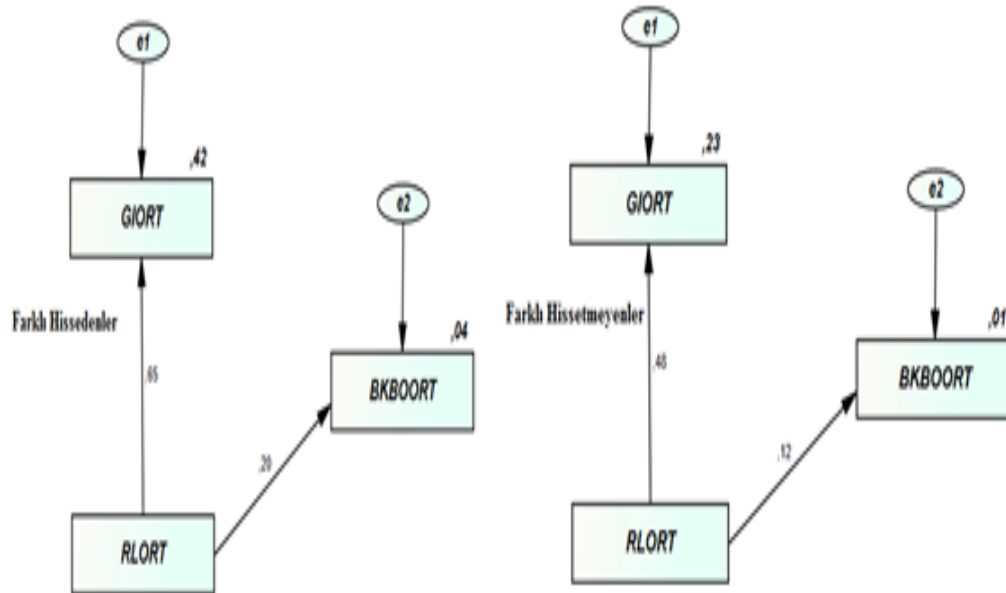 e1
,42
GIORT
e2
Farklı Hissedenler
,04
,65
BKBOORT
,20
RLORT
e1
,23
GIORT
e2
Farklı Hissetmeyenler
,01
,48
BKBOORT
,12
RLORT